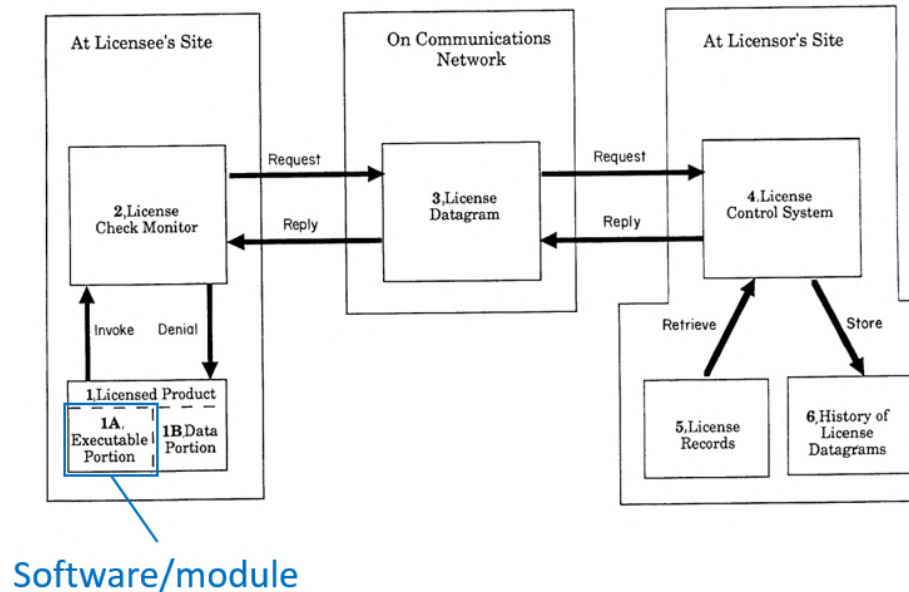 At Licensee's Site
On Communications
Network
At Licensor's Site
Request
Request
2,License
Check Monitor
3,License
Datagram
4,License
Control System
Reply
Reply
Invoke
Denial
Retrieve
Store
1,Licensed Product
1A,
Executable
Portion
1B,Data
Portion
5,License
Records
6,History of
License
Datagrams
Software/module